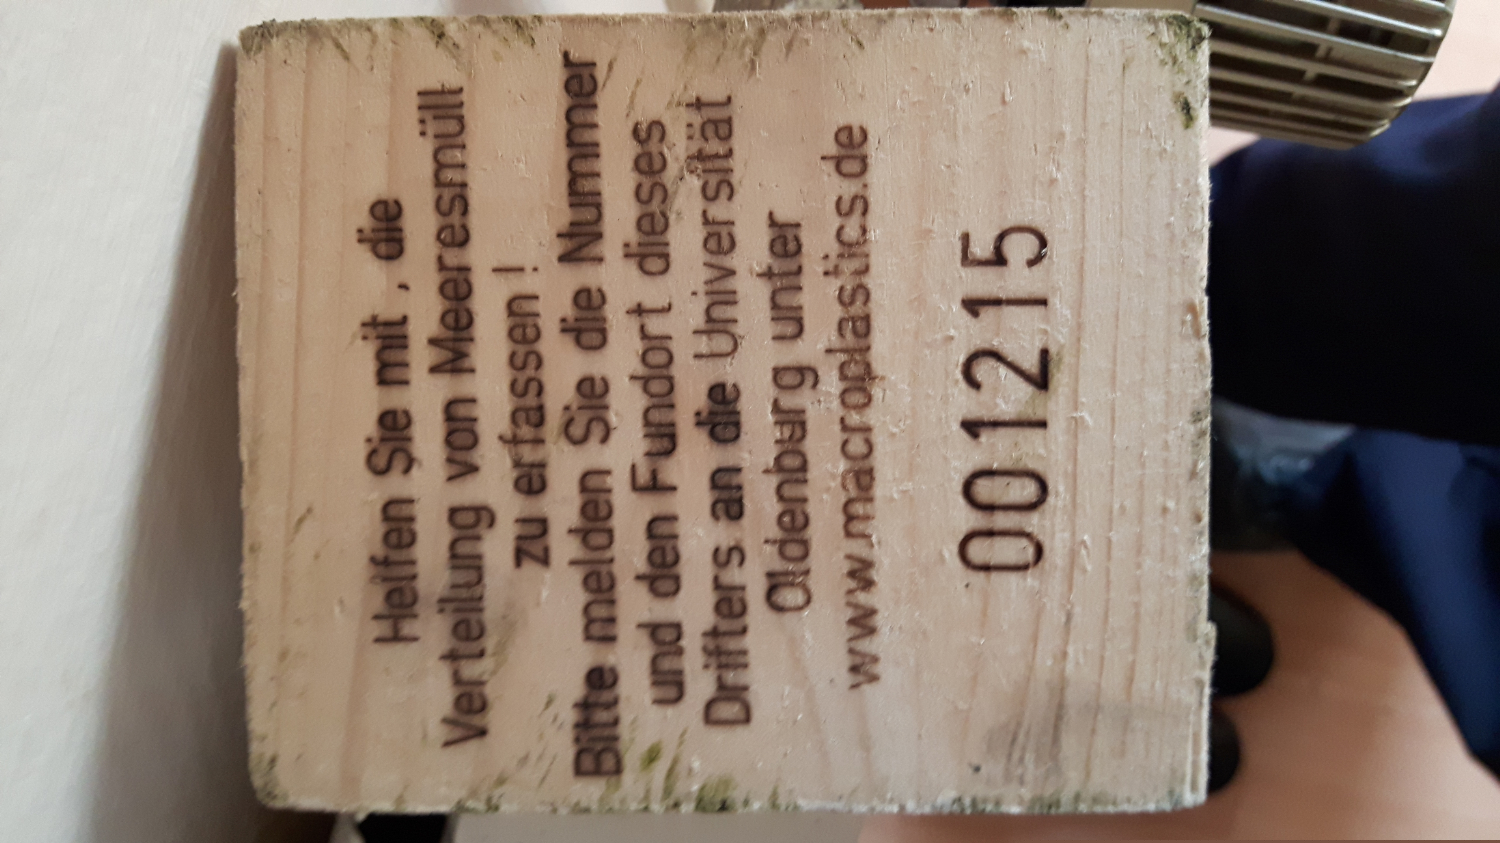 Helfen Sie mit , die
Verteilung von Meeresmüll
zu erfassen !
Bitte melden Sie die Nummer
und den Fundort dieses
Drifters an die Universität
Oldenburg unter
www.macroplastics.de
001215